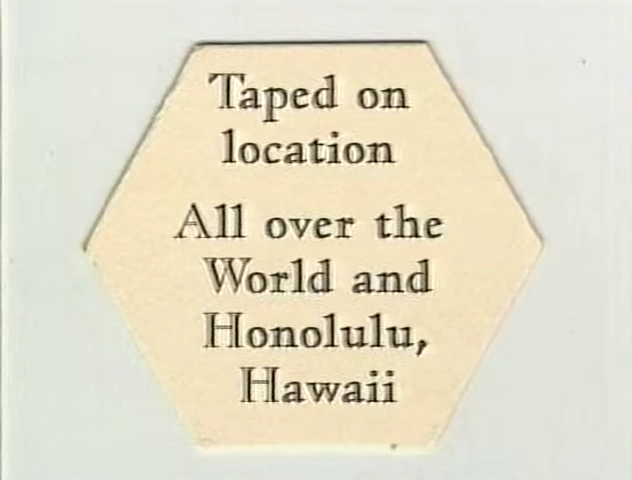 Taped on
location
All over the
World and
Honolulu,
Hawaii